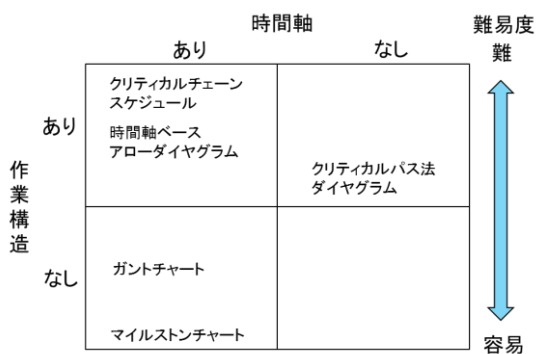 時間軸
難易度
あり
なし
難
クリティカルチェーン
スケジュール
あり
時間軸ベース
アローダイヤグラム
クリティカルパス法
ダイヤグラム
作業構造
なし
ガントチャート
マイルストンチャート
容易